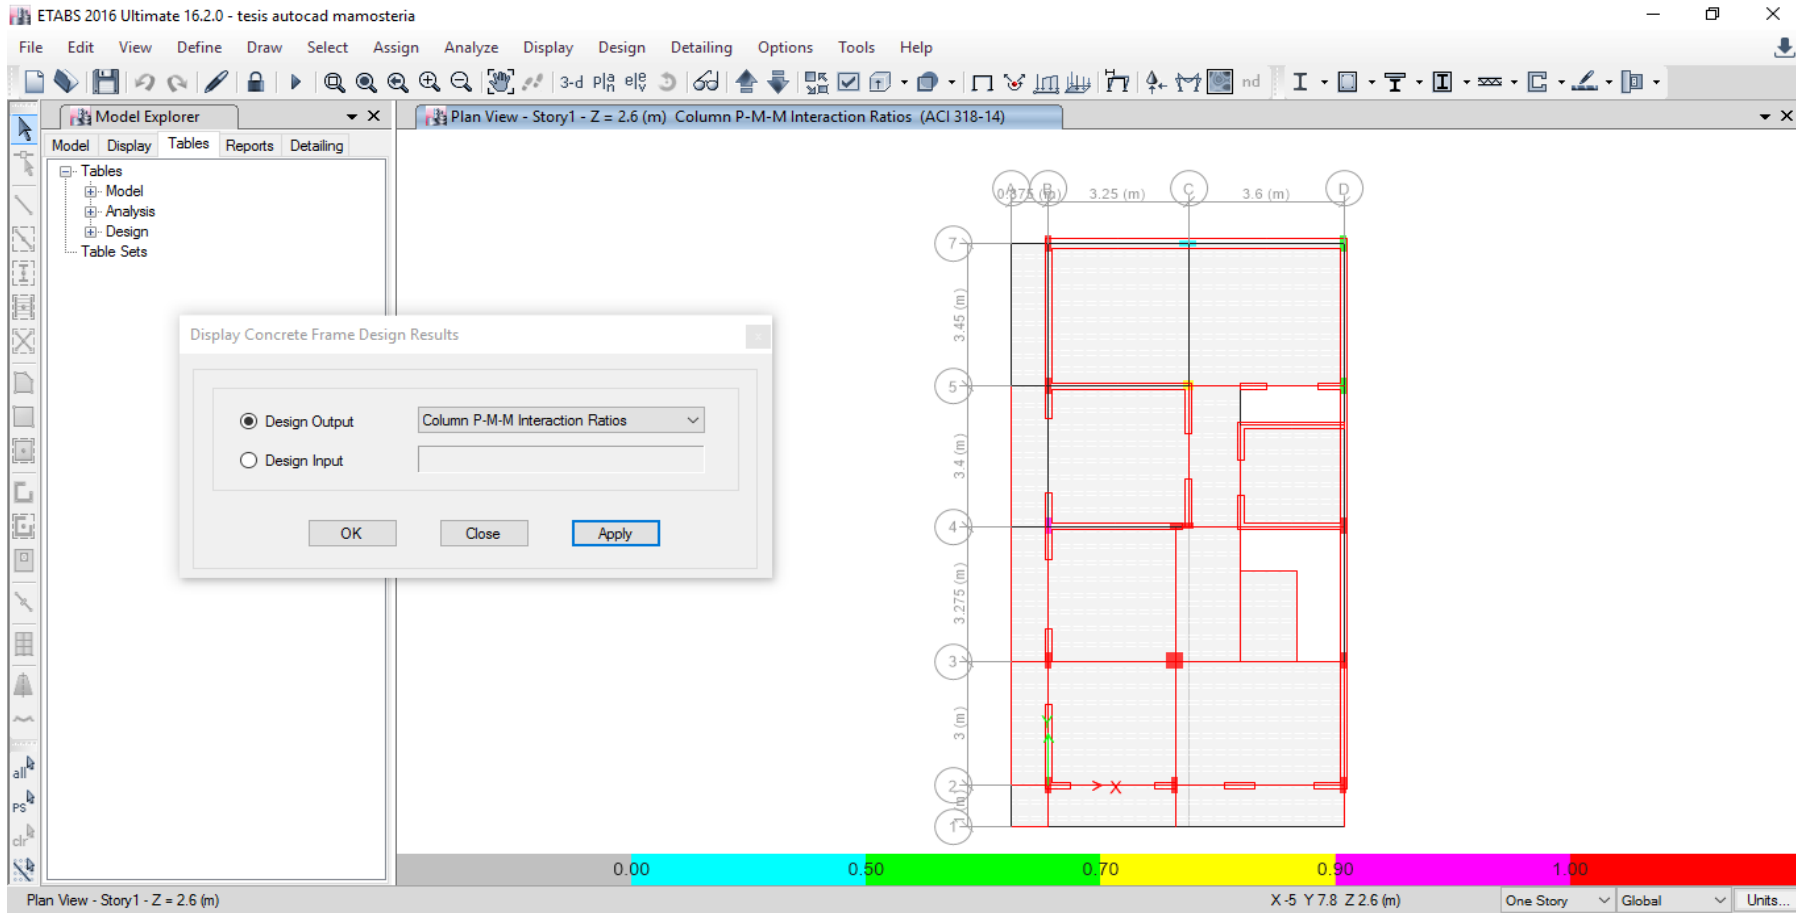 ETABS 2016 Ultimate 16.2.0 - tesis autocad mamosteria
File Edit View Define Draw Select Assign Analyze Display Design Detailing Options Tools Help
3-d nd
Model Explorer
Plan View - Story1 - Z = 2.6 (m) Column P-M-M Interaction Ratios (ACI 318-14)
Model Display Tables Reports Detailing
Tables
Model
Analysis
Design
Table Sets
A B C D
0.375 (m) 3.25 (m) 3.6 (m)
7
3.45 (m)
5
3.4 (m)
4
3.275 (m)
3
3 (m)
2
1
Y
X
Display Concrete Frame Design Results
Design Output Column P-M-M Interaction Ratios
Design Input
OK Close Apply
all
PS
clr
0.00 0.50 0.70 0.90 1.00
Plan View - Story1 - Z = 2.6 (m) X -5 Y 7.8 Z 2.6 (m) One Story Global Units...